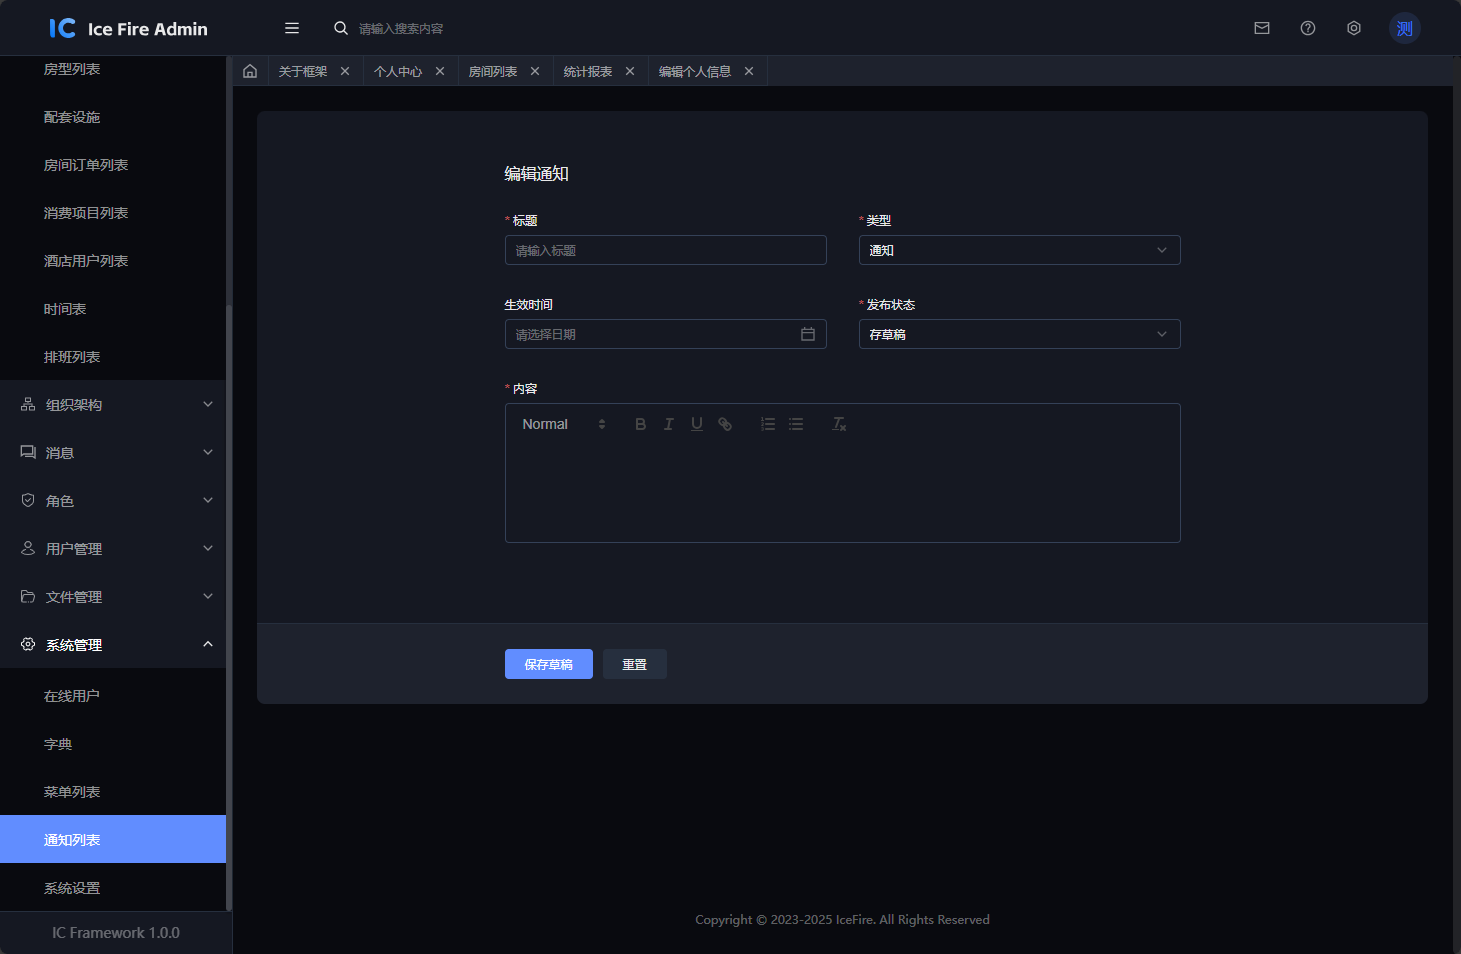 IC Ice Fire Admin
请输入搜索内容
测
关于框架
个人中心
房间列表
统计报表
编辑个人信息
房型列表
配套设施
房间订单列表
消费项目列表
酒店用户列表
时间表
排班列表
组织架构
消息
角色
用户管理
文件管理
系统管理
在线用户
字典
菜单列表
通知列表
系统设置
IC Framework 1.0.0
编辑通知
* 标题
请输入标题
* 类型
通知
生效时间
请选择日期
* 发布状态
存草稿
* 内容
Normal
保存草稿
重置
Copyright © 2023-2025 IceFire. All Rights Reserved